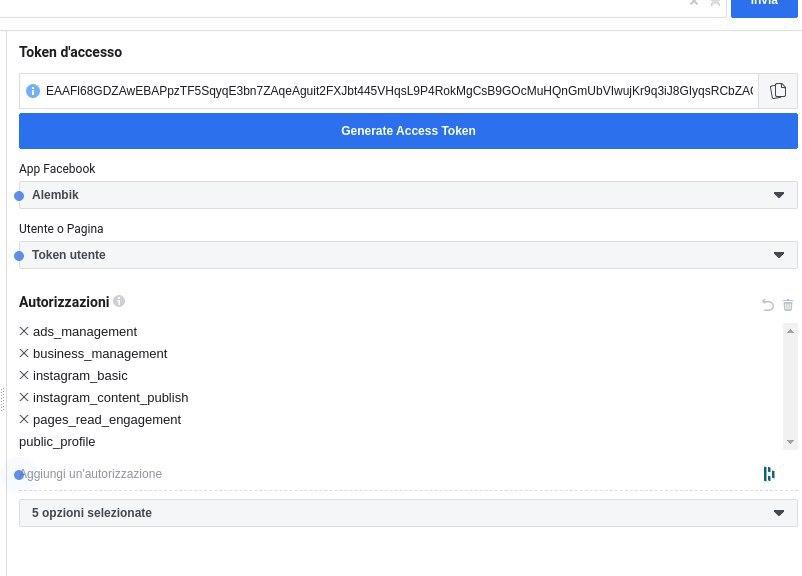 Invia
Token d'accesso
EAAFl68GDZAwEBAPpzTF5SqyqE3bn7ZAqeAguit2FXJbt445VHqsL9P4RokMgCsB9GOcMuHQnGmUbVlwujKr9q3iJ8GlyqsRCbZA
Generate Access Token
App Facebook
Alembik
Utente o Pagina
Token utente
Autorizzazioni
ads_management
business_management
instagram_basic
instagram_content_publish
pages_read_engagement
public_profile
Aggiungi un'autorizzazione
5 opzioni selezionate